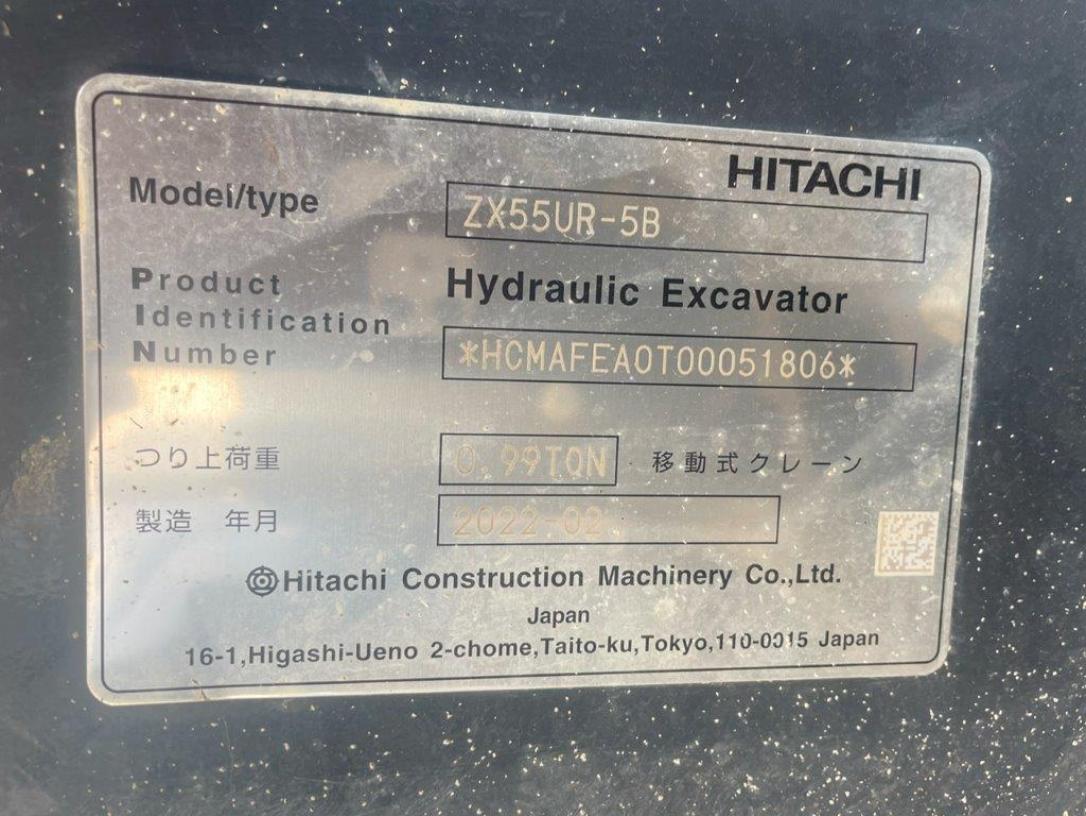 HITACHI
Model/type ZX55UR-5B
Product Hydraulic Excavator
Identification
Number *HCMAFEA0T00051806*
つり上荷重 0.99TON 移動式クレーン
製造 年月 2022-02
Hitachi Construction Machinery Co.,Ltd.
Japan
16-1,Higashi-Ueno 2-chome,Taito-ku,Tokyo,110-0015 Japan